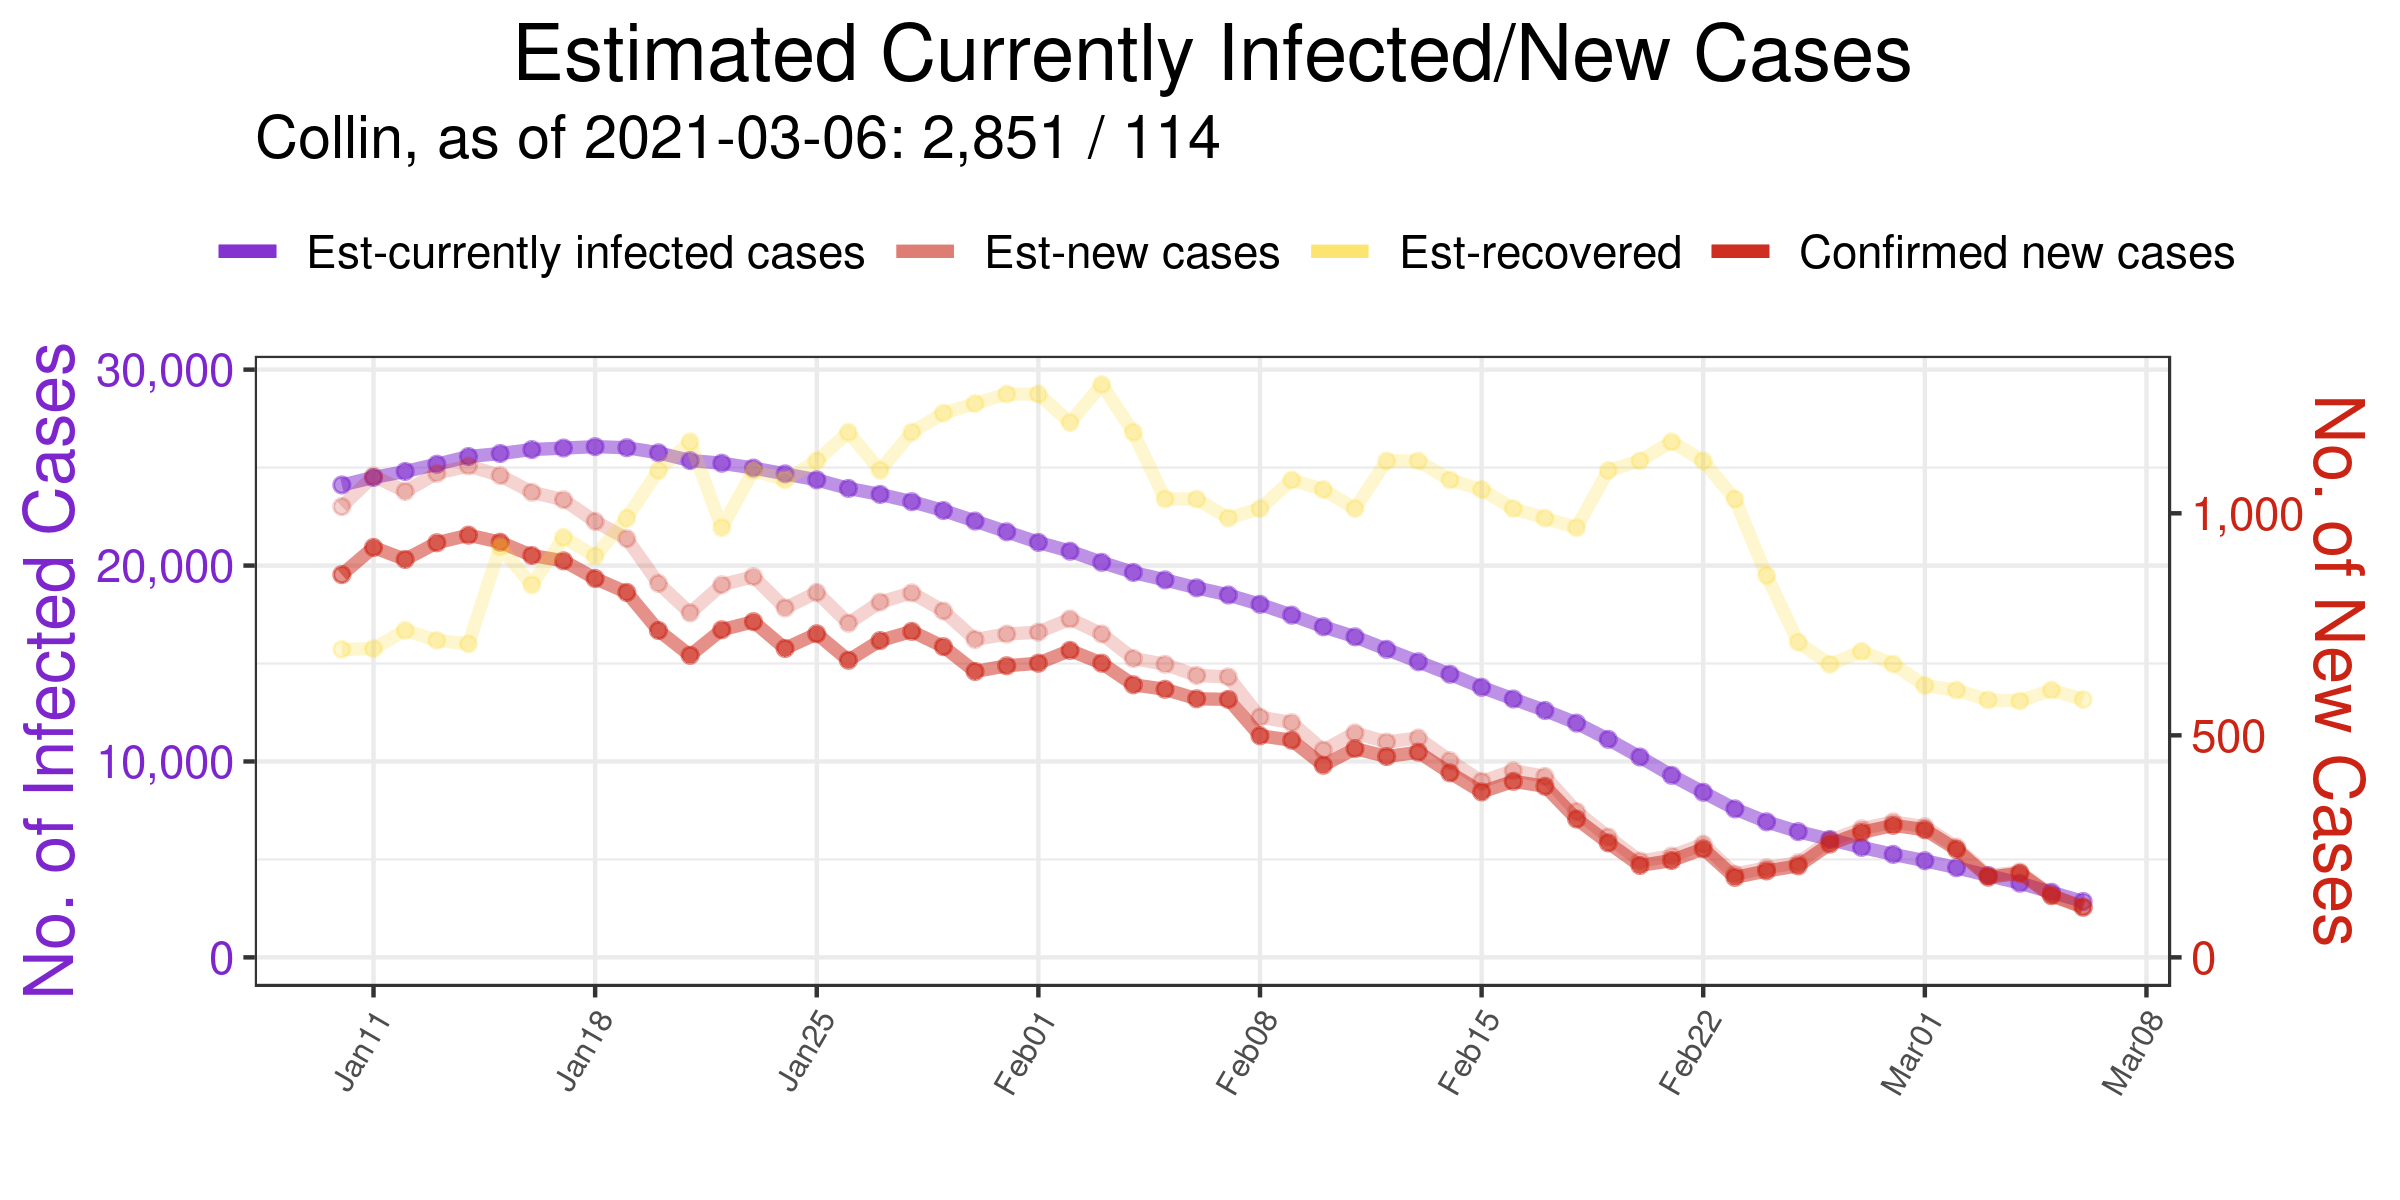 Estimated Currently Infected/New Cases
Collin, as of 2021-03-06: 2,851 / 114
Est-currently infected cases Est-new cases Est-recovered Confirmed new cases
No. of Infected Cases
30,000
20,000
10,000
0
1,000
500
0
No. of New Cases
Jan11 Jan18 Jan25 Feb01 Feb08 Feb15 Feb22 Mar01 Mar08